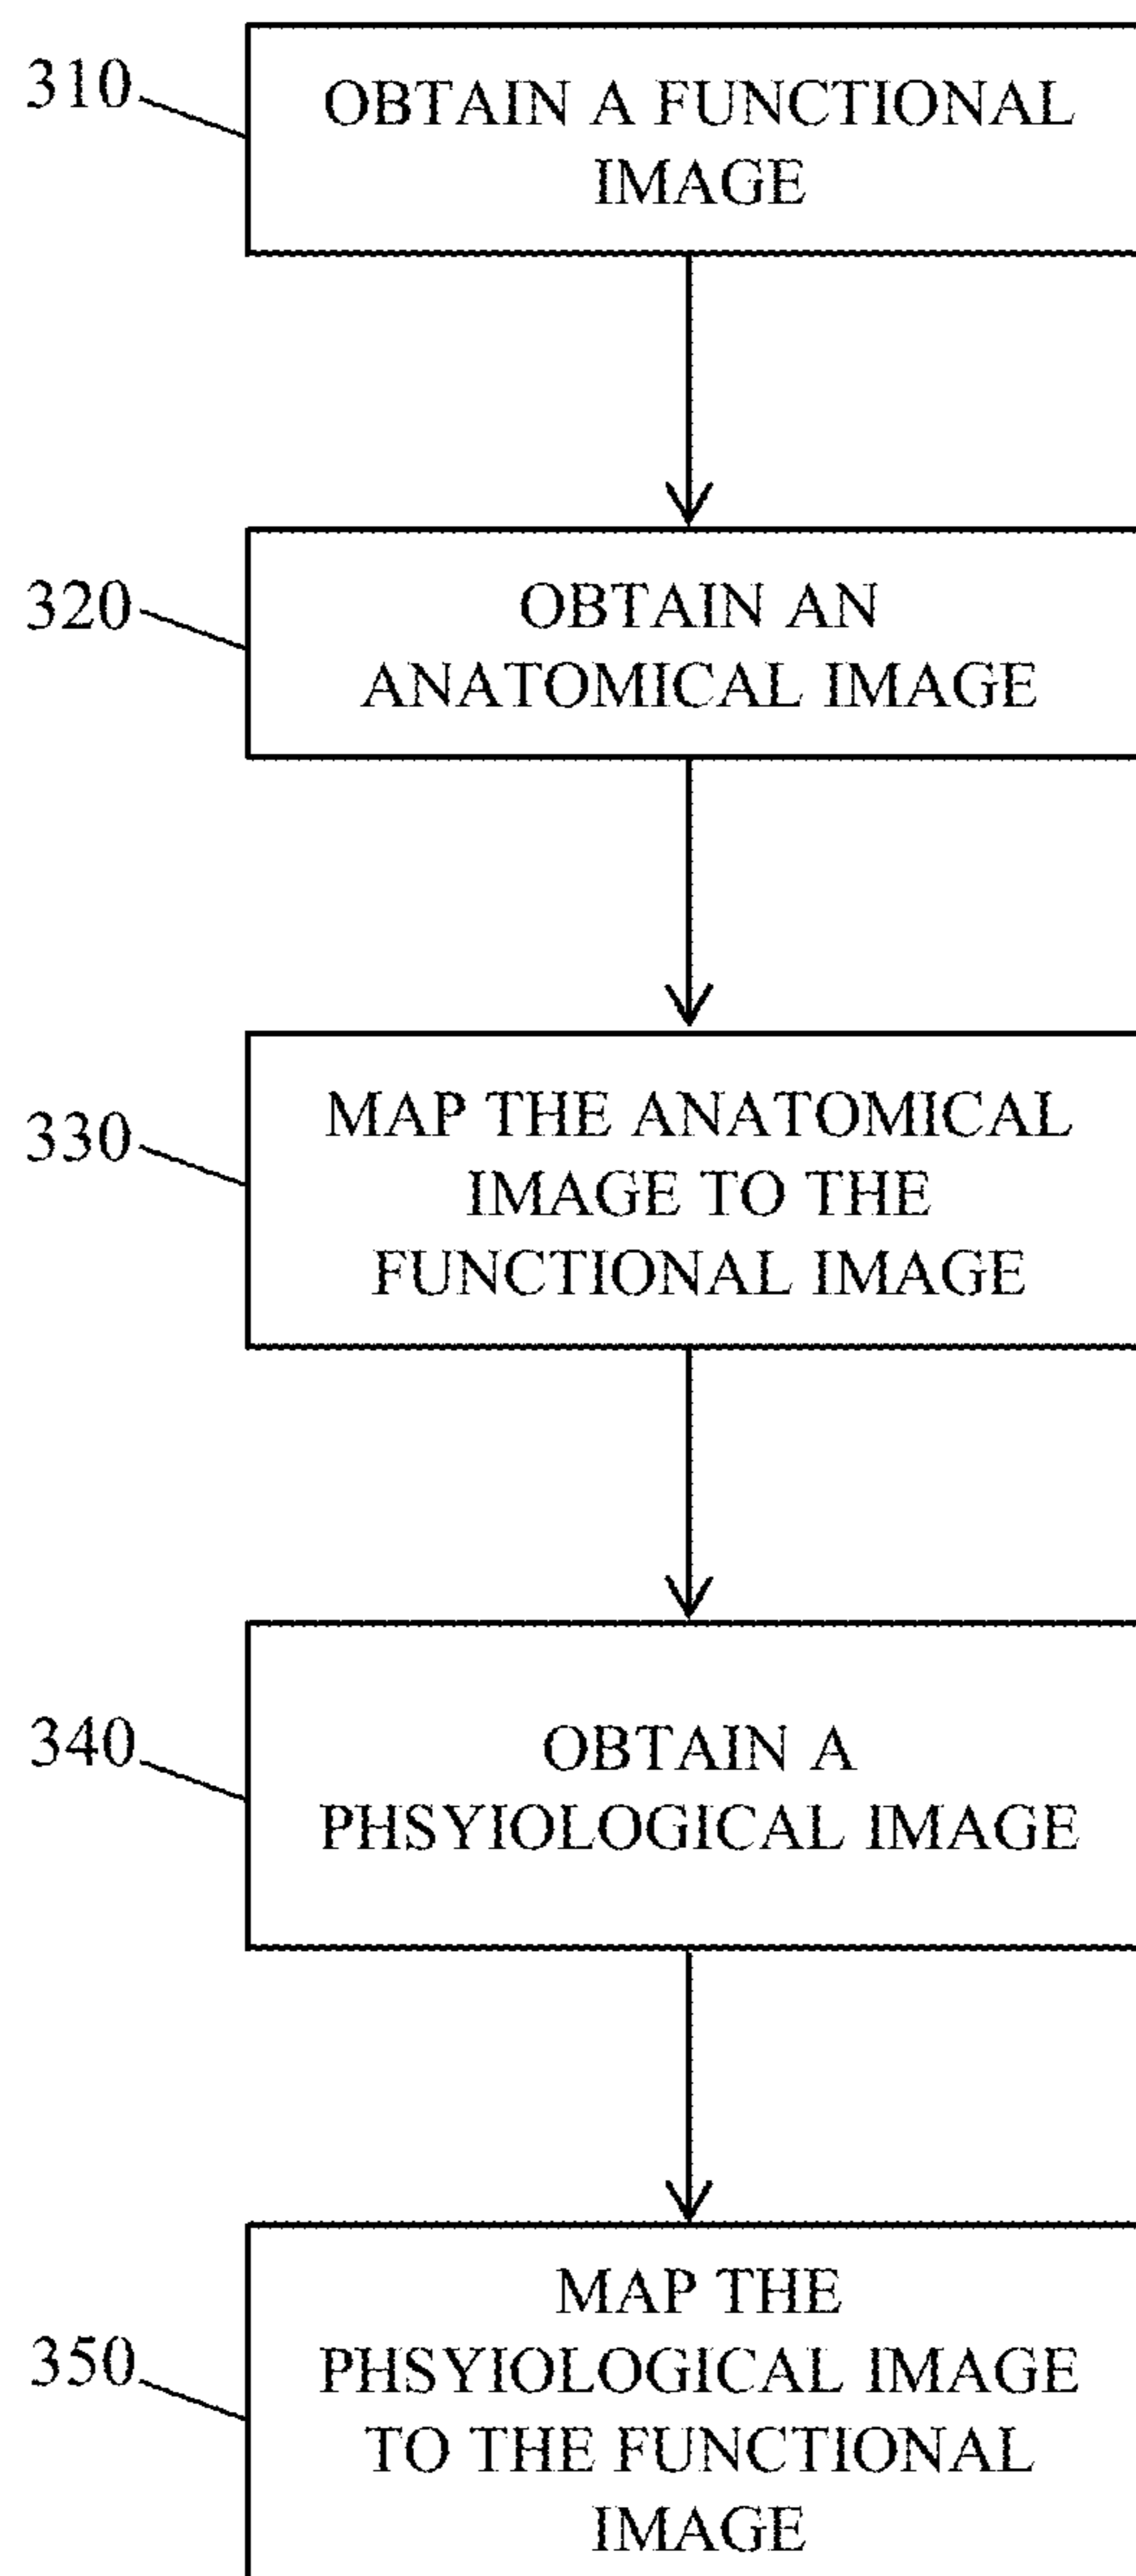 310
OBTAIN A FUNCTIONAL
IMAGE
320
OBTAIN AN
ANATOMICAL IMAGE
330
MAP THE ANATOMICAL
IMAGE TO THE
FUNCTIONAL IMAGE
340
OBTAIN A
PHSYIOLOGICAL IMAGE
350
MAP THE
PHSYIOLOGICAL IMAGE
TO THE FUNCTIONAL
IMAGE